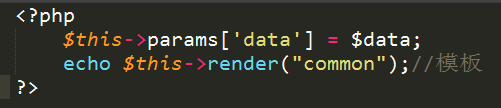 <?php
$this->params['data'] = $data;
echo $this->render("common");//模板
?>